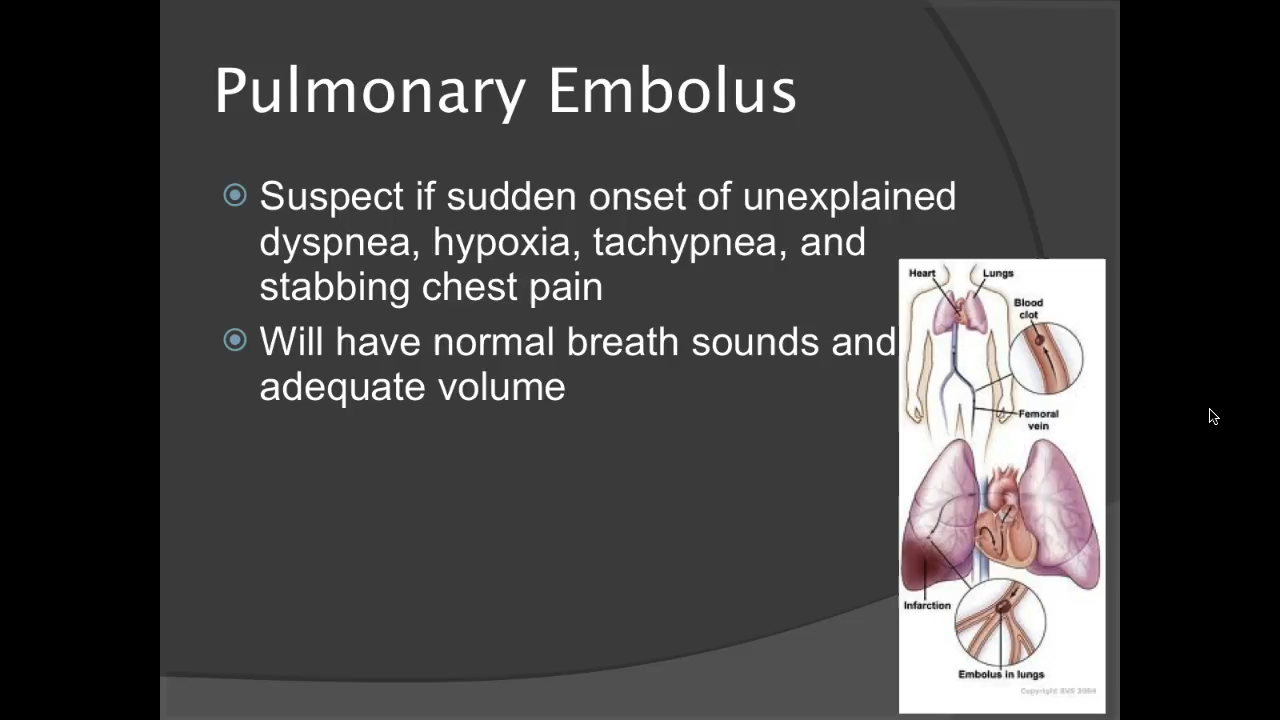 Pulmonary Embolus
Suspect if sudden onset of unexplained
dyspnea, hypoxia, tachypnea, and
stabbing chest pain
Will have normal breath sounds and
adequate volume
Heart
Lungs
Blood
clot
Femoral
vein
Infarction
Embolus in lungs